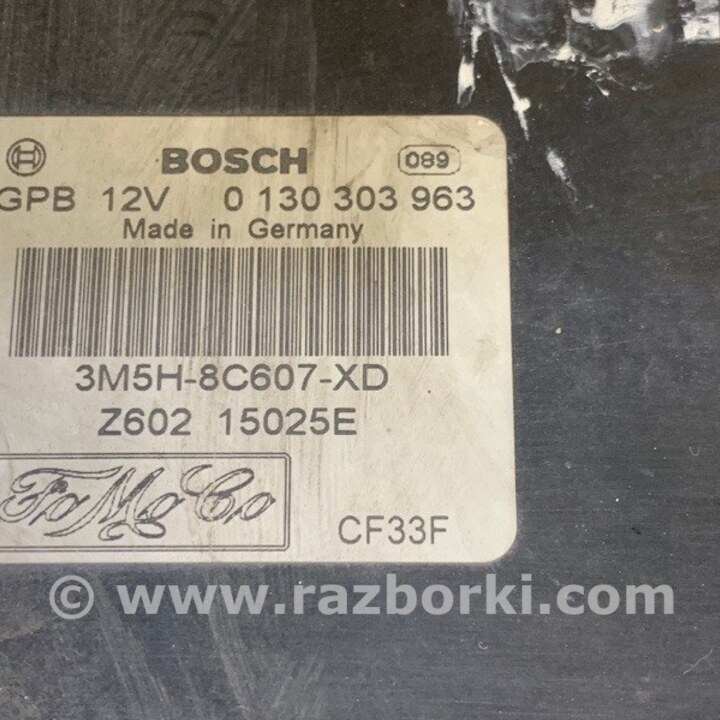 BOSCH 089
GPB 12V 0 130 303 963
Made in Germany
3M5H-8C607-XD
Z602 15025E
FoMoCo
CF33F
© www.razborki.com